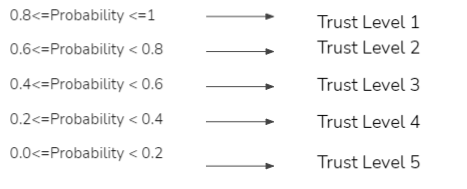 0.8<=Probability <=1 Trust Level 1
0.6<=Probability < 0.8 Trust Level 2
0.4<=Probability < 0.6 Trust Level 3
0.2<=Probability < 0.4 Trust Level 4
0.0<=Probability < 0.2 Trust Level 5